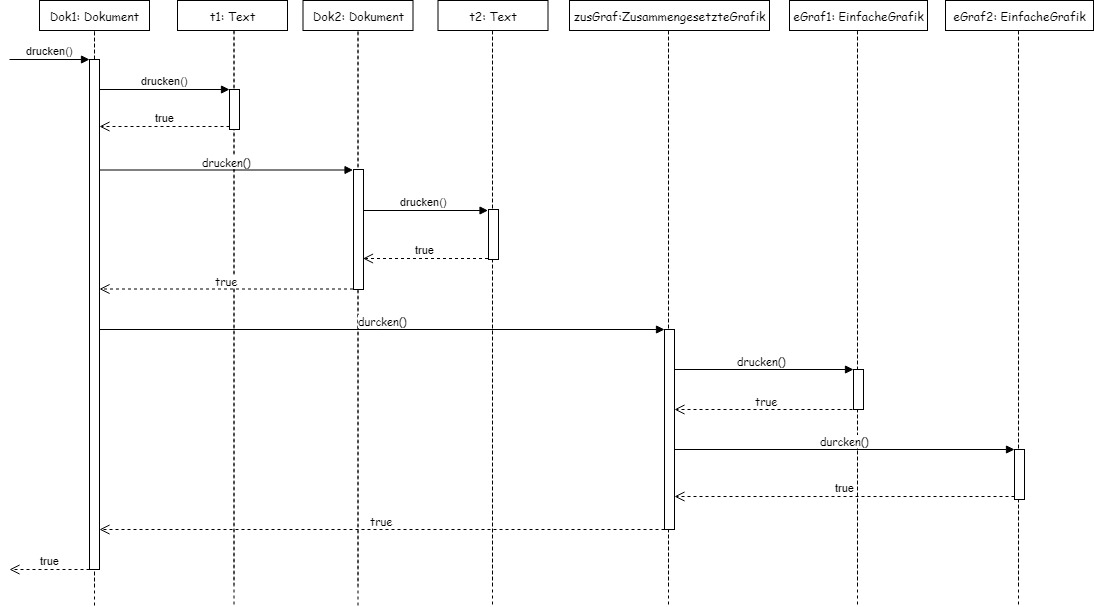 Dok1: Dokument
t1: Text
Dok2: Dokument
t2: Text
zusGraf:ZusammengesetzteGrafik
eGraf1: EinfacheGrafik
eGraf2: EinfacheGrafik
drucken()
drucken()
true
drucken()
drucken()
true
true
durcken()
drucken()
true
durcken()
true
true
true